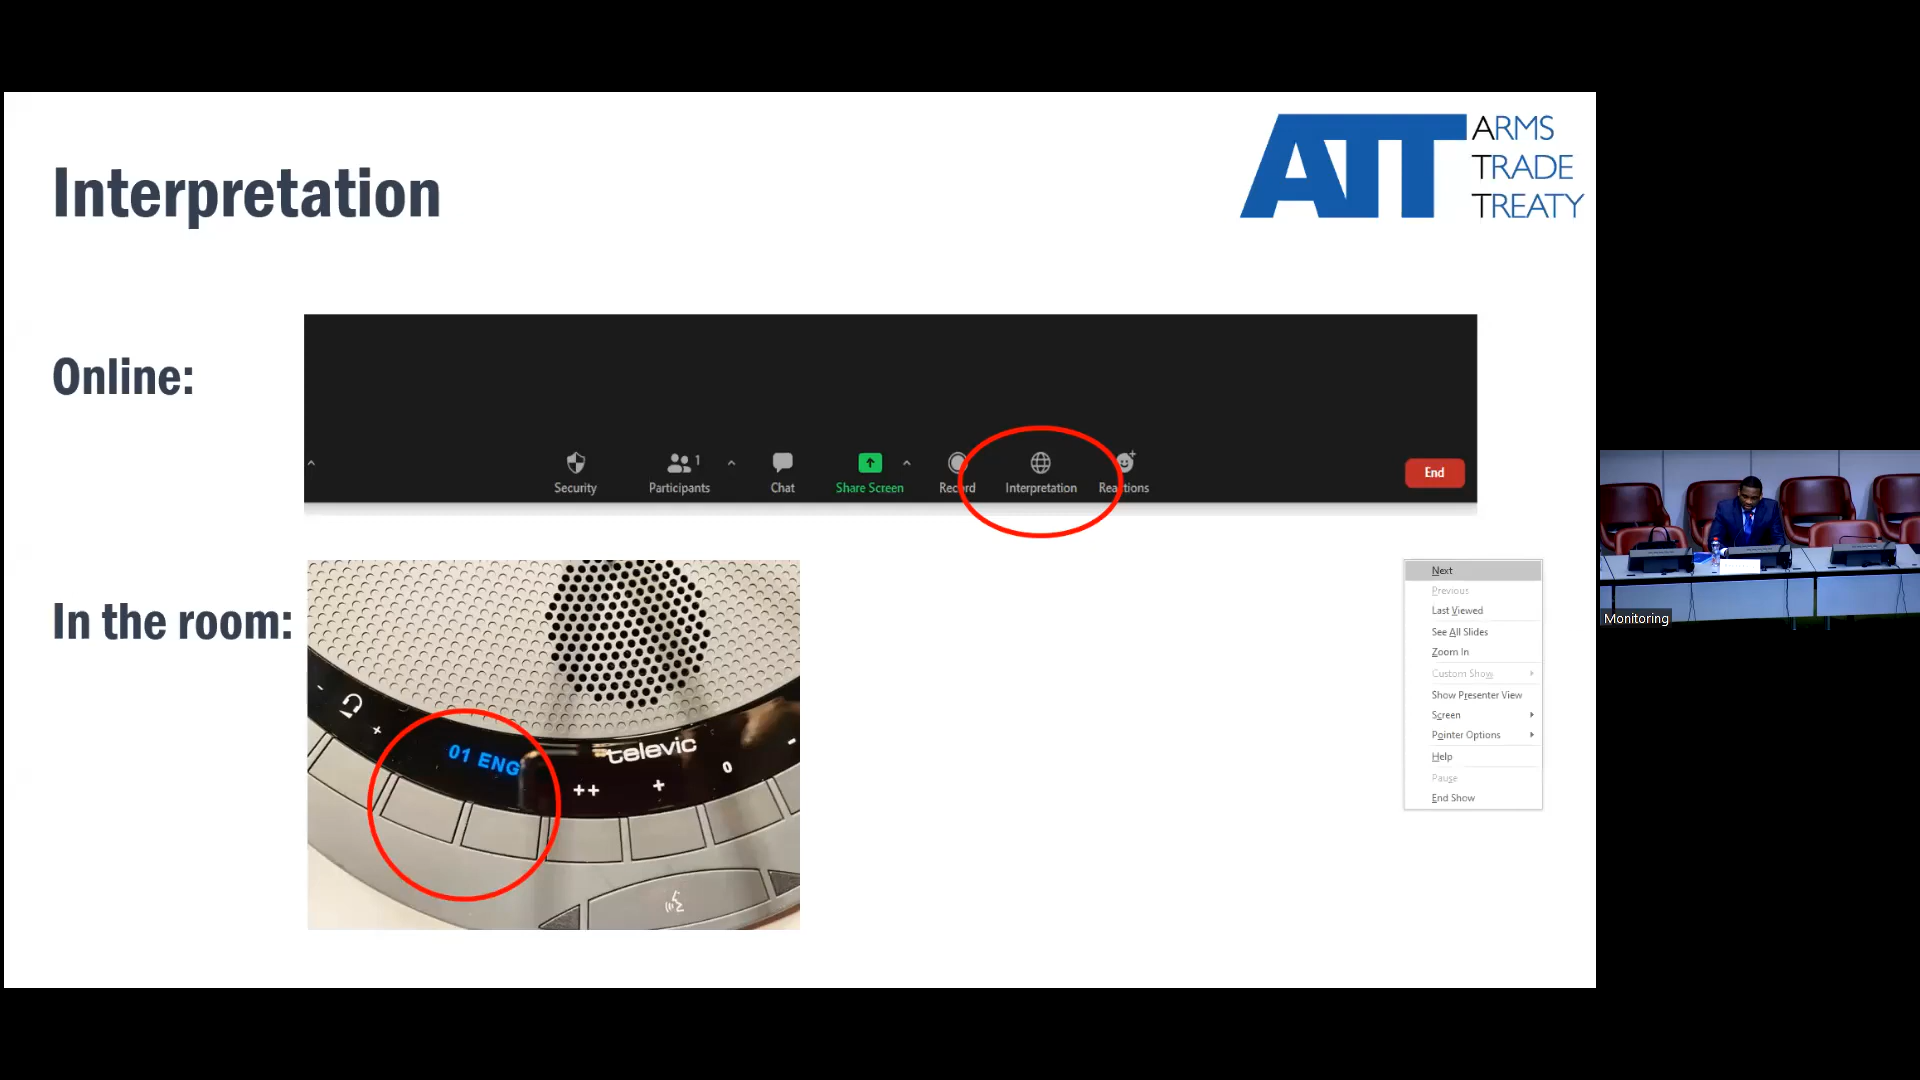 Interpretation
ARMS
TRADE
TREATY
ATT
Online:
1
Security
Participants
Chat
Share Screen
Record
Interpretation
Reactions
End
In the room:
01 ENG
televic
- +
++ + 0 -
Next
Previous
Last Viewed
See All Slides
Zoom In
Custom Show
Show Presenter View
Screen
Pointer Options
Help
Pause
End Show
Monitoring